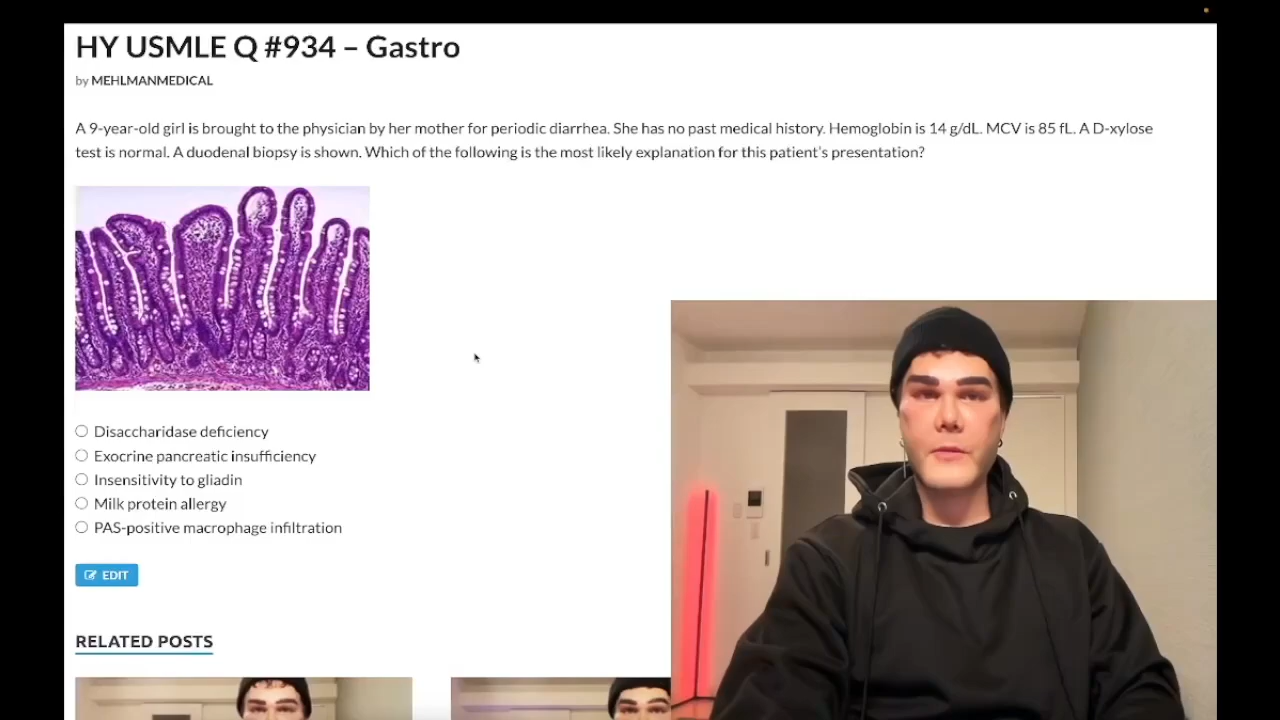 HY USMLE Q #934 – Gastro
by MEHLMANMEDICAL
A 9-year-old girl is brought to the physician by her mother for periodic diarrhea. She has no past medical history. Hemoglobin is 14 g/dL. MCV is 85 fL. A D-xylose
test is normal. A duodenal biopsy is shown. Which of the following is the most likely explanation for this patient's presentation?
Disaccharidase deficiency
Exocrine pancreatic insufficiency
Insensitivity to gliadin
Milk protein allergy
PAS-positive macrophage infiltration
EDIT
RELATED POSTS